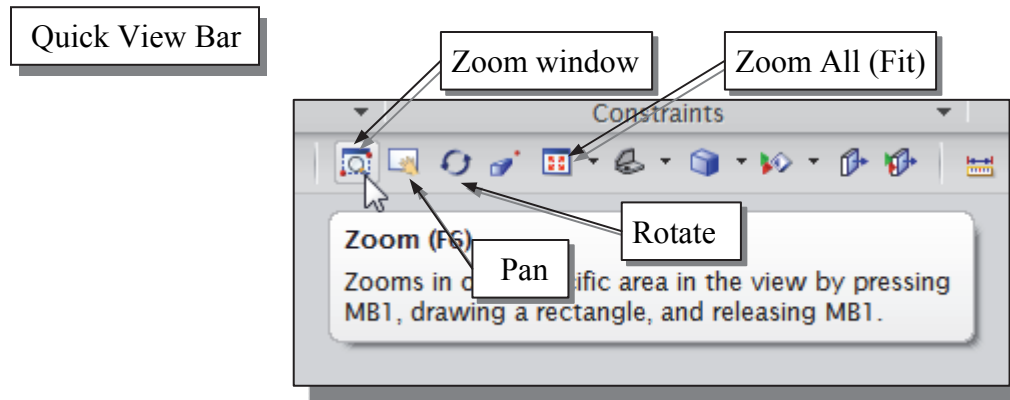 Quick View Bar
Zoom window
Zoom All (Fit)
Constraints
Rotate
Zoom (F6)
Pan
Zooms in o cific area in the view by pressing
MB1, drawing a rectangle, and releasing MB1.